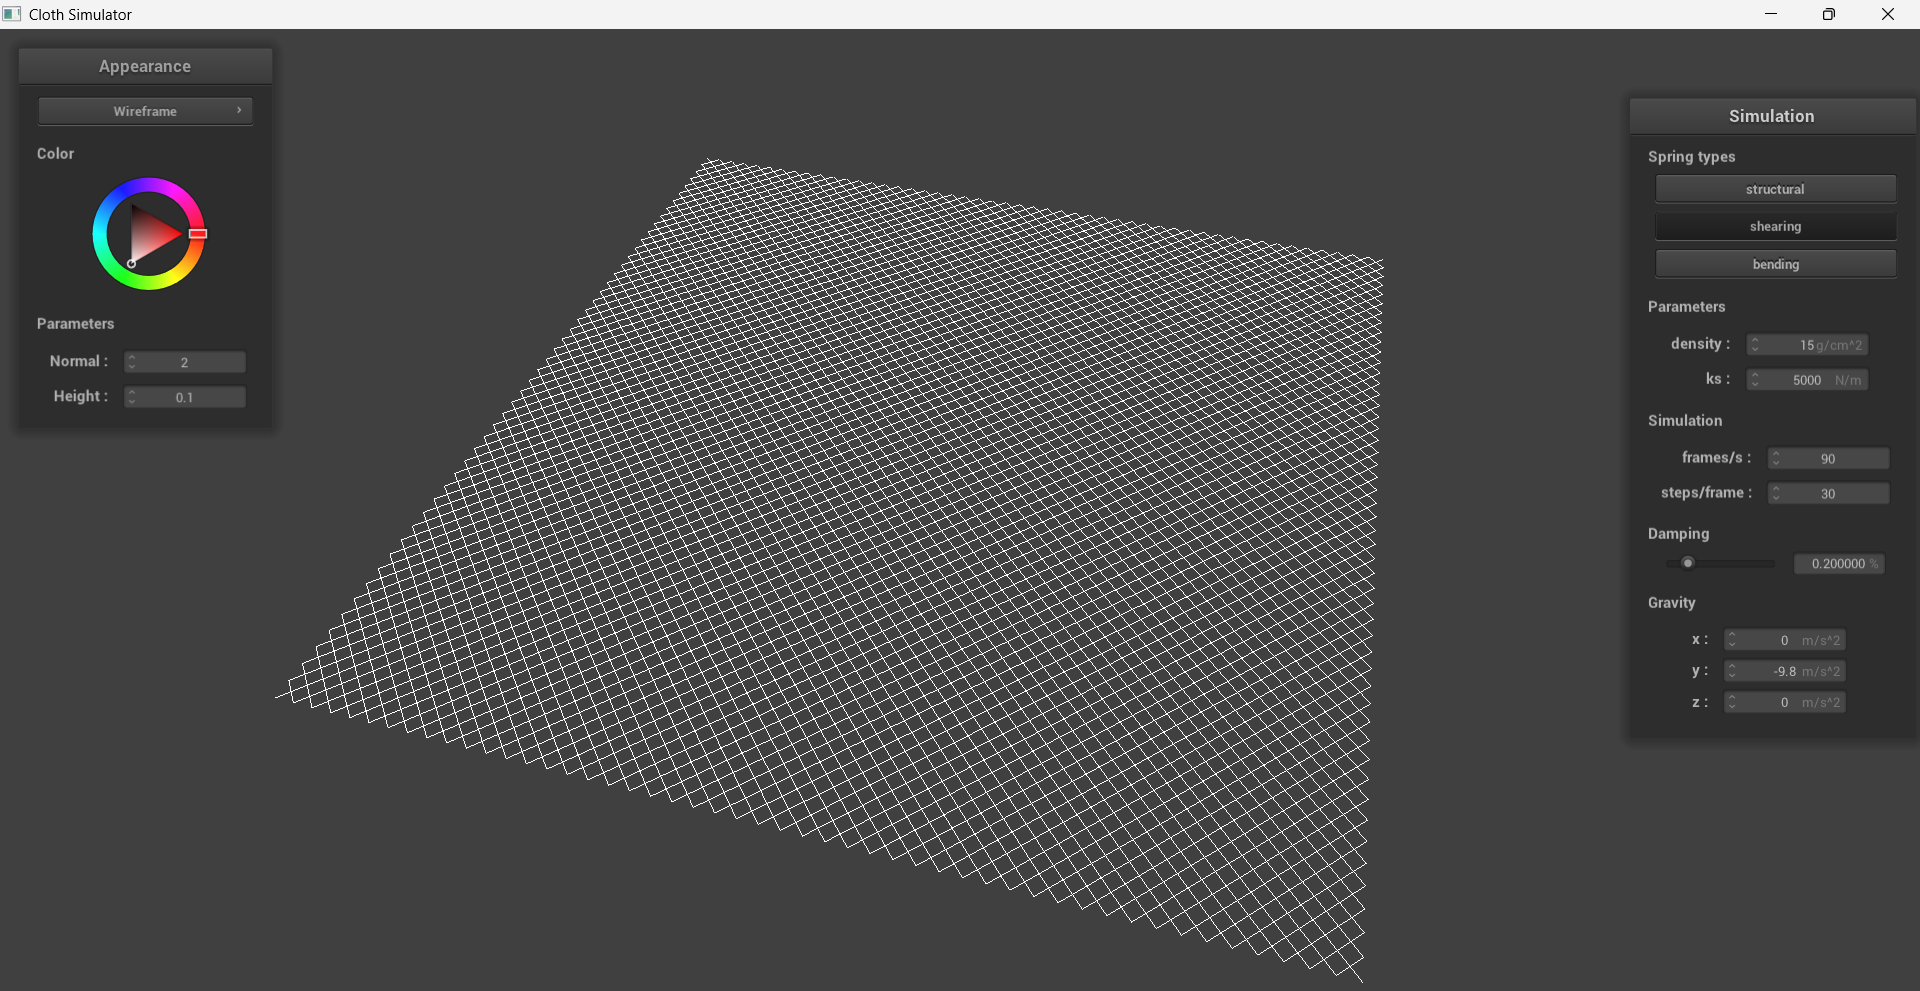 Cloth Simulator
Appearance
Wireframe
Color
Parameters
Normal : 2
Height : 0.1
Simulation
Spring types
structural
shearing
bending
Parameters
density : 15 g/cm^2
ks : 5000 N/m
Simulation
frames/s : 90
steps/frame : 30
Damping
0.200000 %
Gravity
x : 0 m/s^2
y : -9.8 m/s^2
z : 0 m/s^2